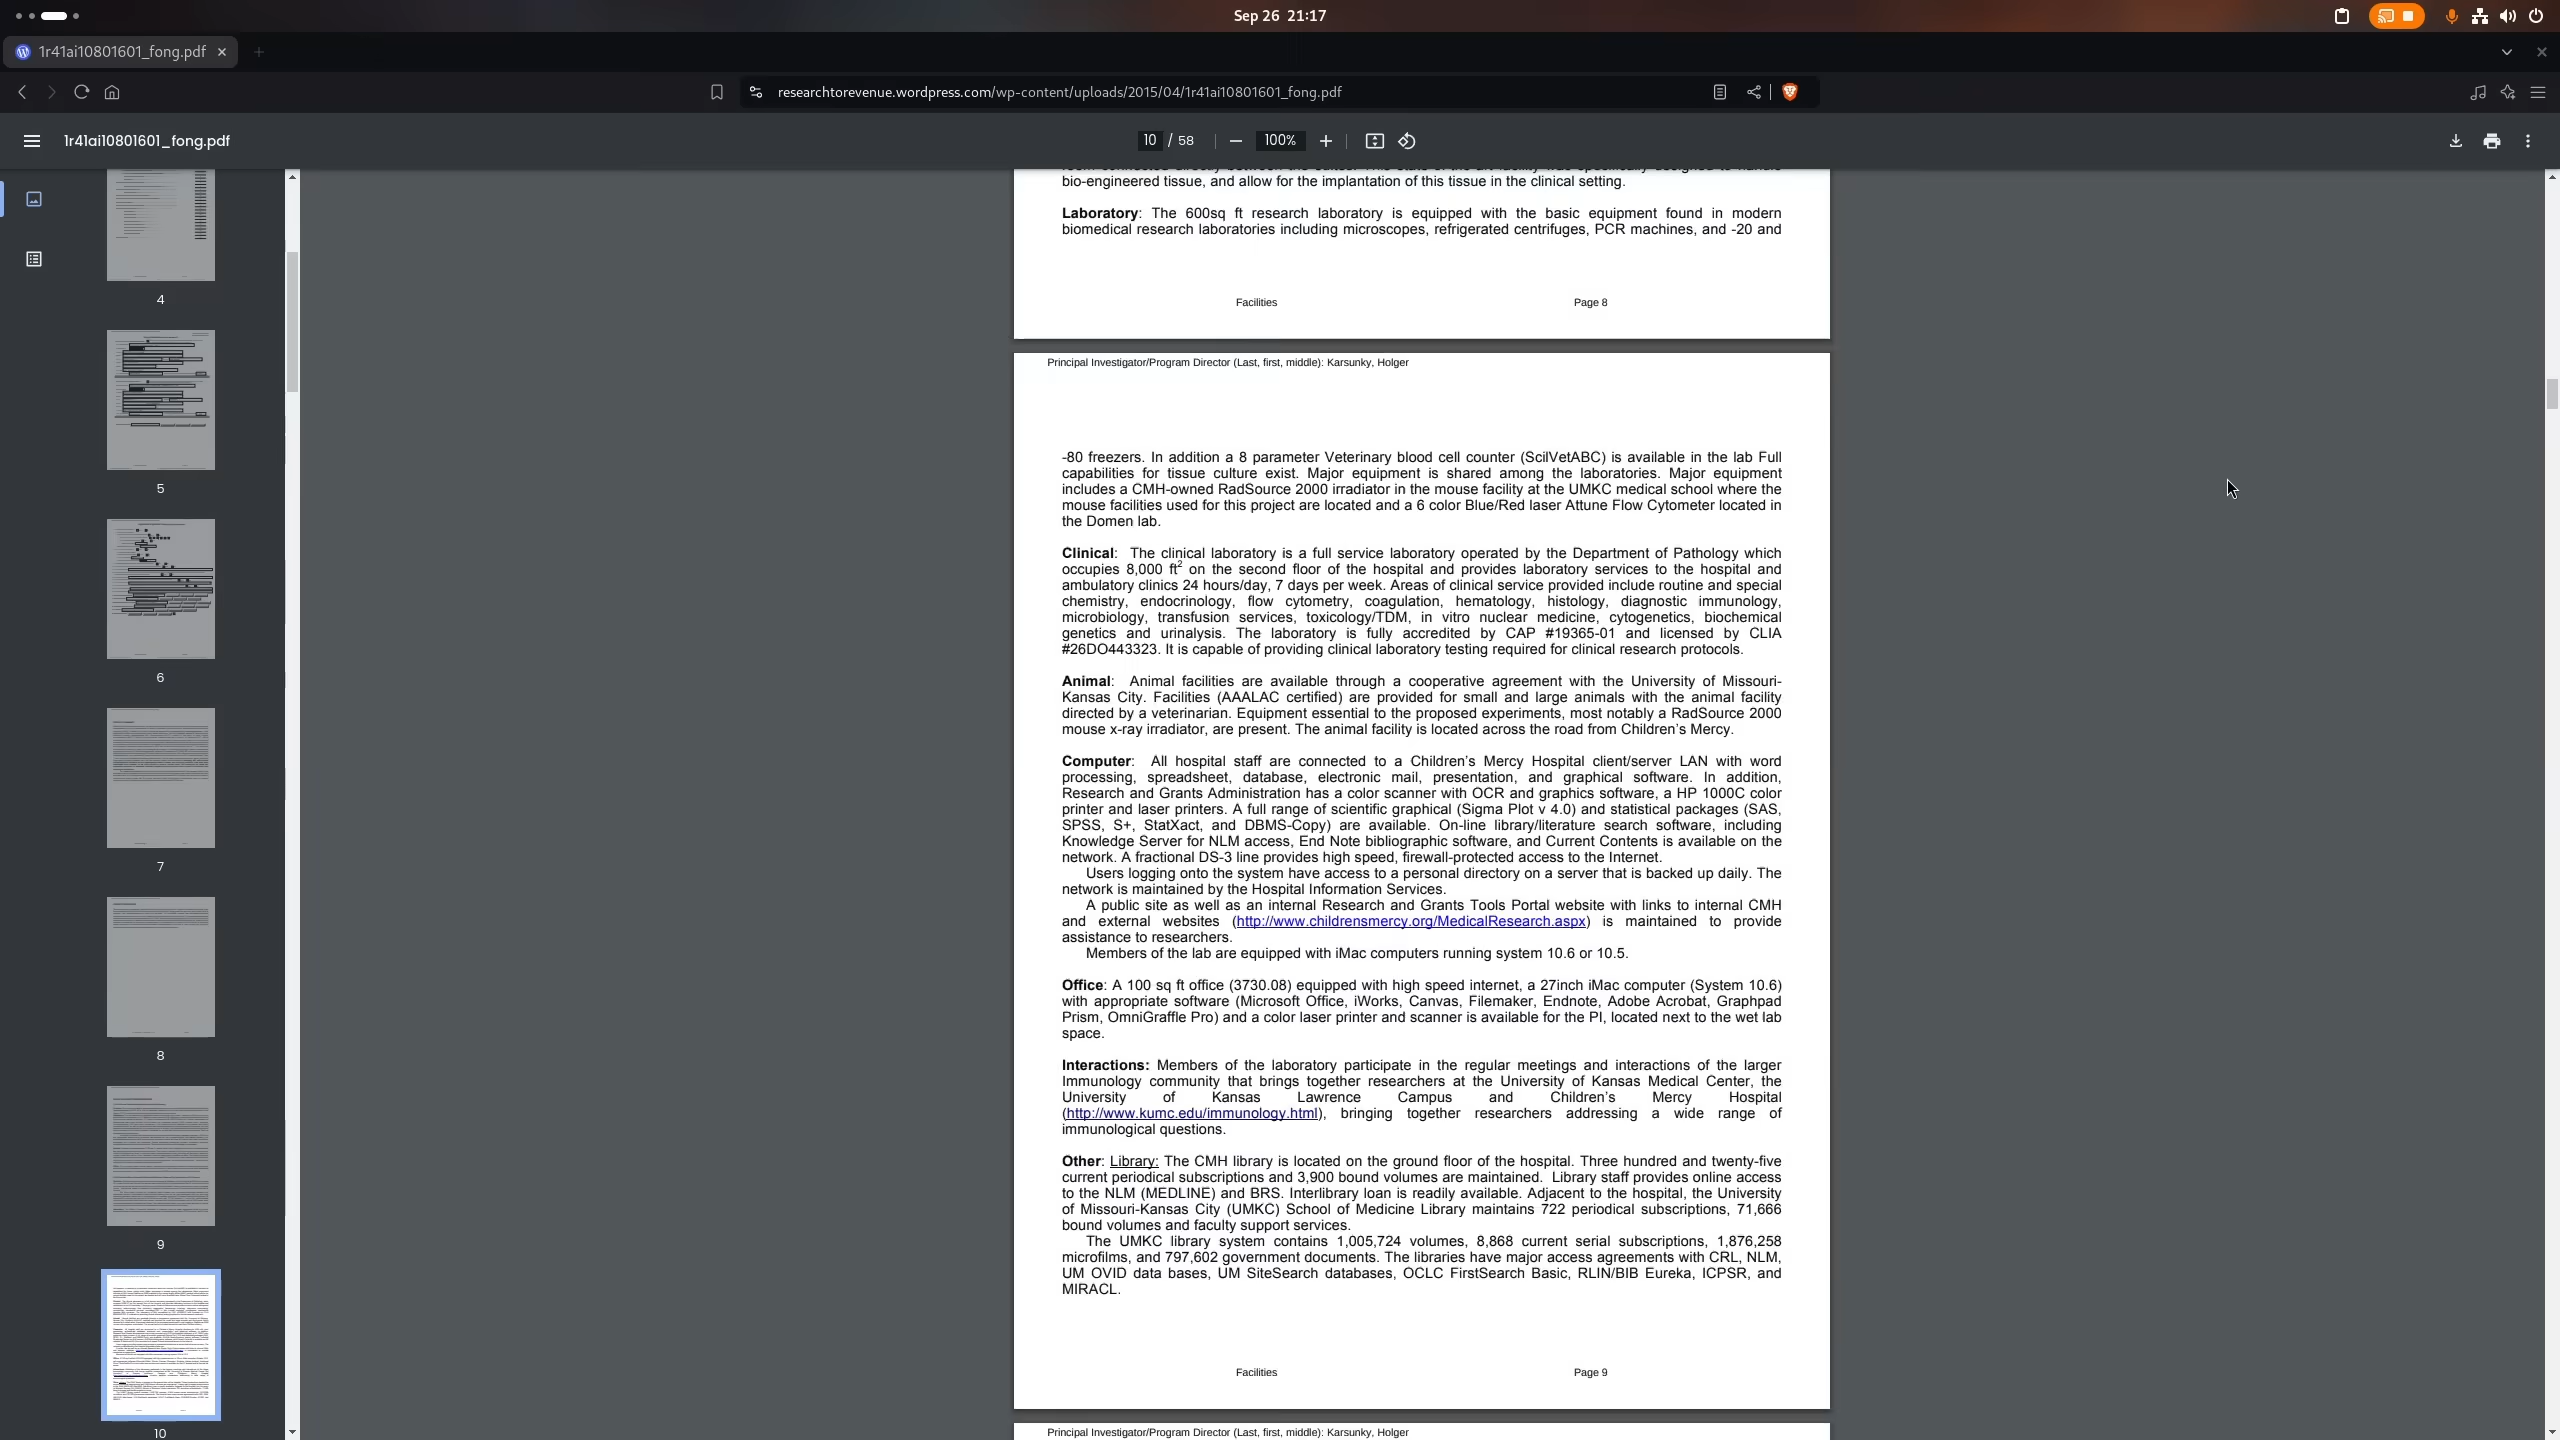 Sep 26 21:17
1r41ai10801601_fong.pdf
researchtorevenue.wordpress.com/wp-content/uploads/2015/04/1r41ai10801601_fong.pdf
1r41ai10801601_fong.pdf
10 / 58
100%
4
5
6
7
8
9
10
bio-engineered tissue, and allow for the implantation of this tissue in the clinical setting.
Laboratory: The 600sq ft research laboratory is equipped with the basic equipment found in modern
biomedical research laboratories including microscopes, refrigerated centrifuges, PCR machines, and -20 and
Facilities Page 8
Principal Investigator/Program Director (Last, first, middle): Karsunky, Holger
-80 freezers. In addition a 8 parameter Veterinary blood cell counter (ScilVetABC) is available in the lab Full
capabilities for tissue culture exist. Major equipment is shared among the laboratories. Major equipment
includes a CMH-owned RadSource 2000 irradiator in the mouse facility at the UMKC medical school where the
mouse facilities used for this project are located and a 6 color Blue/Red laser Attune Flow Cytometer located in
the Domen lab.
Clinical: The clinical laboratory is a full service laboratory operated by the Department of Pathology which
occupies 8,000 ft2 on the second floor of the hospital and provides laboratory services to the hospital and
ambulatory clinics 24 hours/day, 7 days per week. Areas of clinical service provided include routine and special
chemistry, endocrinology, flow cytometry, coagulation, hematology, histology, diagnostic immunology,
microbiology, transfusion services, toxicology/TDM, in vitro nuclear medicine, cytogenetics, biochemical
genetics and urinalysis. The laboratory is fully accredited by CAP #19365-01 and licensed by CLIA
#26DO443323. It is capable of providing clinical laboratory testing required for clinical research protocols.
Animal: Animal facilities are available through a cooperative agreement with the University of Missouri-
Kansas City. Facilities (AAALAC certified) are provided for small and large animals with the animal facility
directed by a veterinarian. Equipment essential to the proposed experiments, most notably a RadSource 2000
mouse x-ray irradiator, are present. The animal facility is located across the road from Children's Mercy.
Computer: All hospital staff are connected to a Children's Mercy Hospital client/server LAN with word
processing, spreadsheet, database, electronic mail, presentation, and graphical software. In addition,
Research and Grants Administration has a color scanner with OCR and graphics software, a HP 1000C color
printer and laser printers. A full range of scientific graphical (Sigma Plot v 4.0) and statistical packages (SAS,
SPSS, S+, StatXact, and DBMS-Copy) are available. On-line library/literature search software, including
Knowledge Server for NLM access, End Note bibliographic software, and Current Contents is available on the
network. A fractional DS-3 line provides high speed, firewall-protected access to the Internet.
Users logging onto the system have access to a personal directory on a server that is backed up daily. The
network is maintained by the Hospital Information Services.
A public site as well as an internal Research and Grants Tools Portal website with links to internal CMH
and external websites (http://www.childrensmercy.org/MedicalResearch.aspx) is maintained to provide
assistance to researchers.
Members of the lab are equipped with iMac computers running system 10.6 or 10.5.
Office: A 100 sq ft office (3730.08) equipped with high speed internet, a 27inch iMac computer (System 10.6)
with appropriate software (Microsoft Office, iWorks, Canvas, Filemaker, Endnote, Adobe Acrobat, Graphpad
Prism, OmniGraffle Pro) and a color laser printer and scanner is available for the PI, located next to the wet lab
space.
Interactions: Members of the laboratory participate in the regular meetings and interactions of the larger
Immunology community that brings together researchers at the University of Kansas Medical Center, the
University of Kansas Lawrence Campus and Children's Mercy Hospital
(http://www.kumc.edu/immunology.html), bringing together researchers addressing a wide range of
immunological questions.
Other: Library: The CMH library is located on the ground floor of the hospital. Three hundred and twenty-five
current periodical subscriptions and 3,900 bound volumes are maintained. Library staff provides online access
to the NLM (MEDLINE) and BRS. Interlibrary loan is readily available. Adjacent to the hospital, the University
of Missouri-Kansas City (UMKC) School of Medicine Library maintains 722 periodical subscriptions, 71,666
bound volumes and faculty support services.
The UMKC library system contains 1,005,724 volumes, 8,868 current serial subscriptions, 1,876,258
microfilms, and 797,602 government documents. The libraries have major access agreements with CRL, NLM,
UM OVID data bases, UM SiteSearch databases, OCLC FirstSearch Basic, RLIN/BIB Eureka, ICPSR, and
MIRACL.
Facilities Page 9
Principal Investigator/Program Director (Last, first, middle): Karsunky, Holger